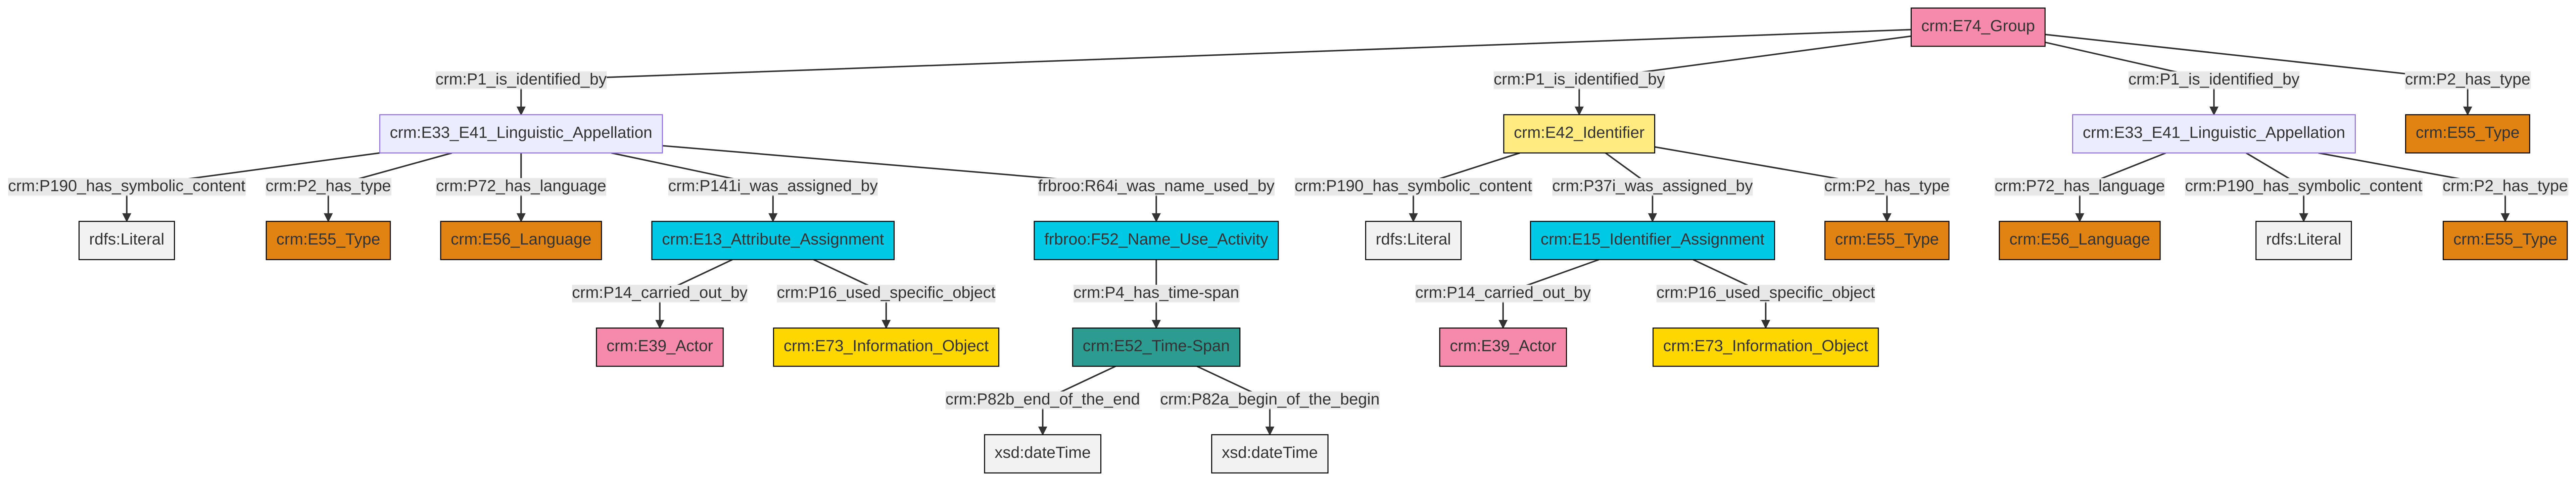 crm:E74_Group
crm:P1_is_identified_by
crm:P1_is_identified_by
crm:P1_is_identified_by
crm:P2_has_type
crm:E33_E41_Linguistic_Appellation
crm:E42_Identifier
crm:E33_E41_Linguistic_Appellation
crm:E55_Type
crm:P190_has_symbolic_content
crm:P2_has_type
crm:P72_has_language
crm:P141i_was_assigned_by
frbroo:R64i_was_name_used_by
crm:P190_has_symbolic_content
crm:P37i_was_assigned_by
crm:P2_has_type
crm:P72_has_language
crm:P190_has_symbolic_content
crm:P2_has_type
rdfs:Literal
crm:E55_Type
crm:E56_Language
crm:E13_Attribute_Assignment
frbroo:F52_Name_Use_Activity
rdfs:Literal
crm:E15_Identifier_Assignment
crm:E55_Type
crm:E56_Language
rdfs:Literal
crm:E55_Type
crm:P14_carried_out_by
crm:P16_used_specific_object
crm:P4_has_time-span
crm:P14_carried_out_by
crm:P16_used_specific_object
crm:E39_Actor
crm:E73_Information_Object
crm:E52_Time-Span
crm:E39_Actor
crm:E73_Information_Object
crm:P82b_end_of_the_end
crm:P82a_begin_of_the_begin
xsd:dateTime
xsd:dateTime